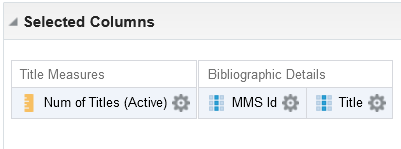 Selected Columns
Title Measures Bibliographic Details
Num of Titles (Active) MMS Id Title